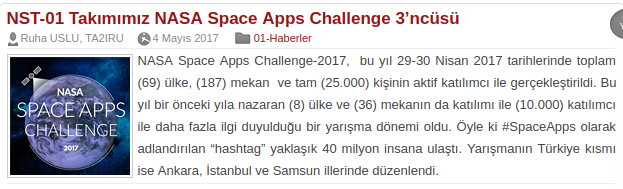 NST-01 Takımımız NASA Space Apps Challenge 3’ncüsü
Ruha USLU, TA2IRU 4 Mayıs 2017 01-Haberler
NASA
SPACE APPS
CHALLENGE
2017
NASA Space Apps Challenge-2017, bu yıl 29-30 Nisan 2017 tarihlerinde toplam
(69) ülke, (187) mekan ve tam (25.000) kişinin aktif katılımcı ile gerçekleştirildi. Bu
yıl bir önceki yıla nazaran (8) ülke ve (36) mekanın da katılımı ile (10.000) katılımcı
ile daha fazla ilgi duyulduğu bir yarışma dönemi oldu. Öyle ki #SpaceApps olarak
adlandırılan “hashtag” yaklaşık 40 milyon insana ulaştı. Yarışmanın Türkiye kısmı
ise Ankara, İstanbul ve Samsun illerinde düzenlendi.